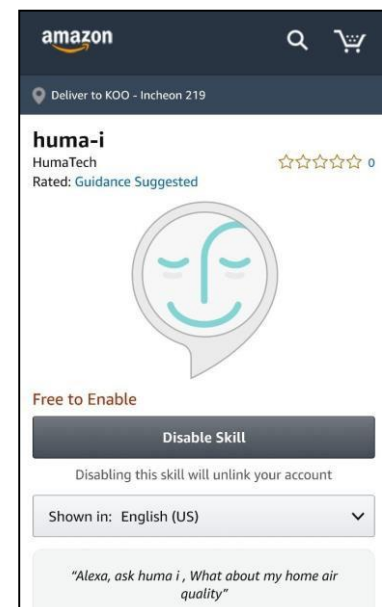 amazon
Deliver to KOO - Incheon 219
huma-i
HumaTech
0
Rated: Guidance Suggested
Free to Enable
Disable Skill
Disabling this skill will unlink your account
Shown in: English (US)
"Alexa, ask huma i , What about my home air
quality"